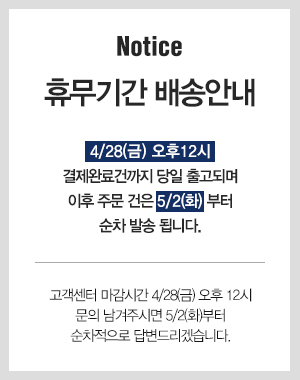 Notice
휴무기간 배송안내
4/28(금) 오후12시
결제완료건까지 당일 출고되며
이후 주문 건은 5/2(화) 부터
순차 발송 됩니다.
고객센터 마감시간 4/28(금) 오후 12시
문의 남겨주시면 5/2(화)부터
순차적으로 답변드리겠습니다.